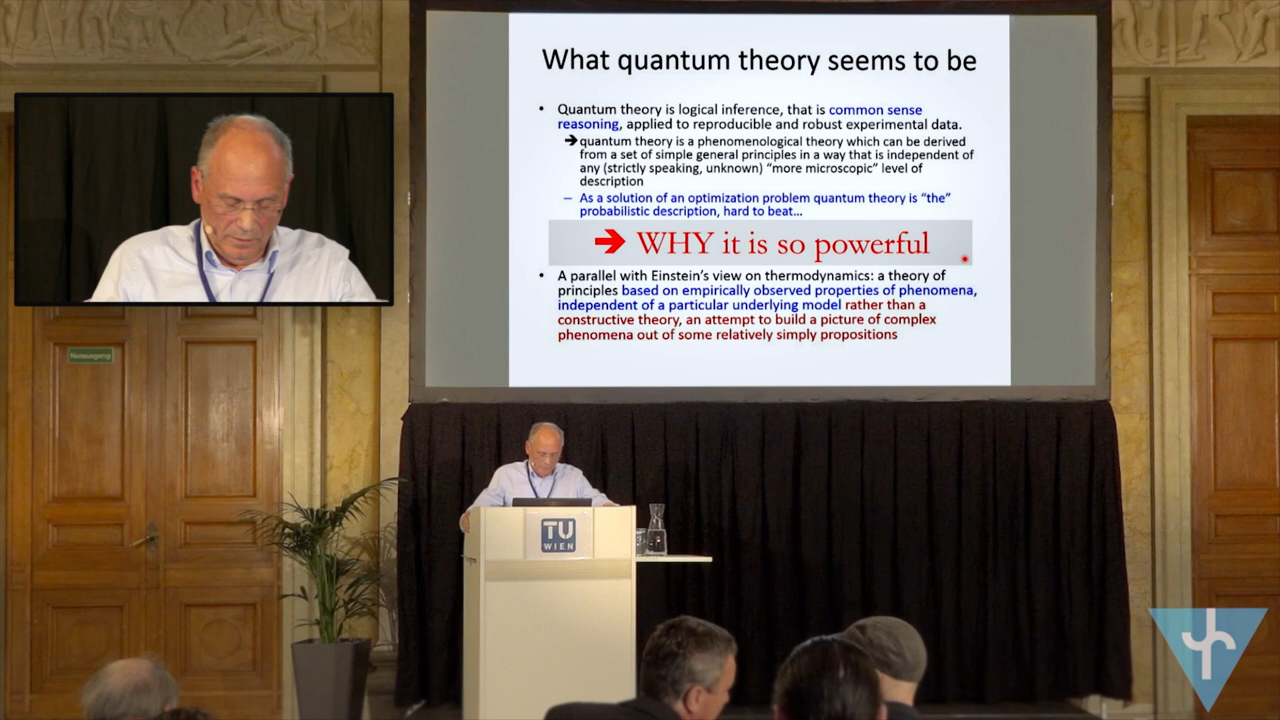 What quantum theory seems to be
• Quantum theory is logical inference, that is common sense
reasoning, applied to reproducible and robust experimental data.
➔ quantum theory is a phenomenological theory which can be derived
from a set of simple general principles in a way that is independent of
any (strictly speaking, unknown) “more microscopic” level of
description
– As a solution of an optimization problem quantum theory is “the”
probabilistic description, hard to beat…
➔ WHY it is so powerful
• A parallel with Einstein’s view on thermodynamics: a theory of
principles based on empirically observed properties of phenomena,
independent of a particular underlying model rather than a
constructive theory, an attempt to build a picture of complex
phenomena out of some relatively simply propositions
Notausgang
TU
WIEN